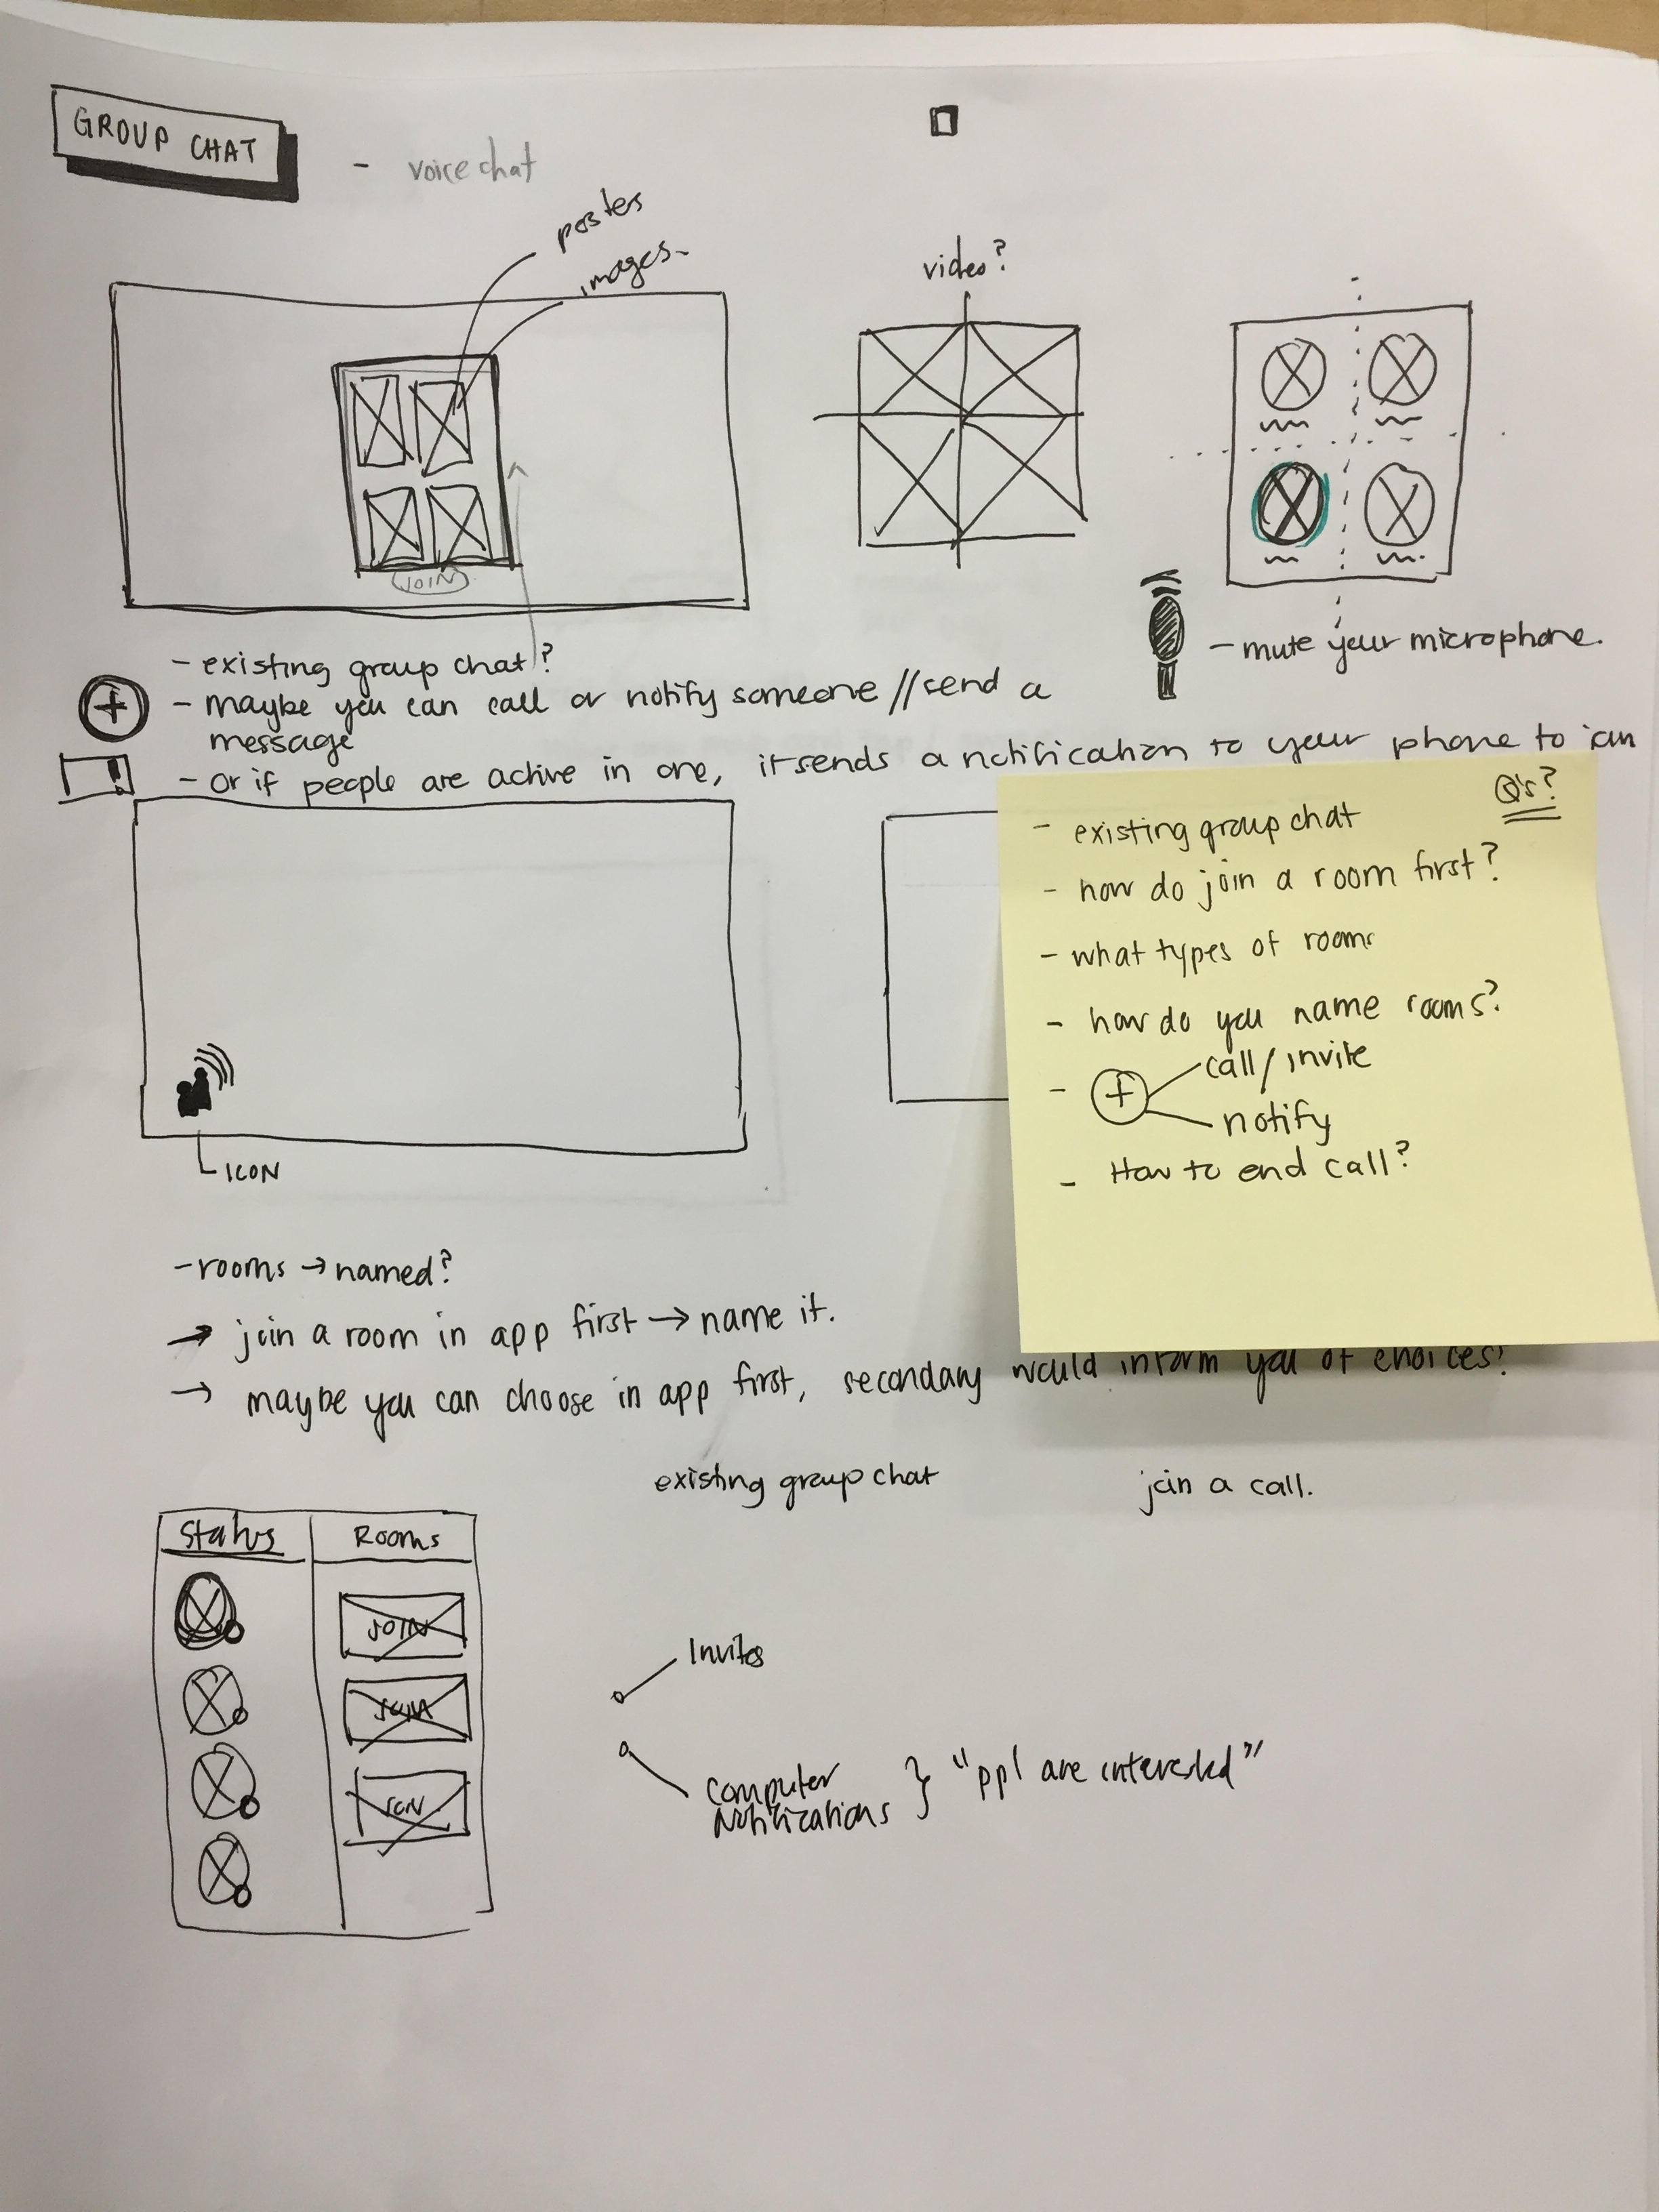 GROUP CHAT
- voice chat
posters
images-
video?
JOIN
- mute your microphone.
- existing group chat?
- maybe you can call or notify someone // send a
message
- or if people are active in one, it sends a notification to your phone to join
Q's?
- existing group chat
- how do join a room first?
- what types of rooms
- how do you name rooms?
- + call / invite
notify
- How to end call?
ICON
- rooms → named?
→ join a room in app first → name it.
→ maybe you can choose in app first, secondary would inform you of choices!
existing group chat
join a call.
Status
Rooms
JOIN
JOIN
JOIN
Invites
Computer
Notifications } "ppl are interested"